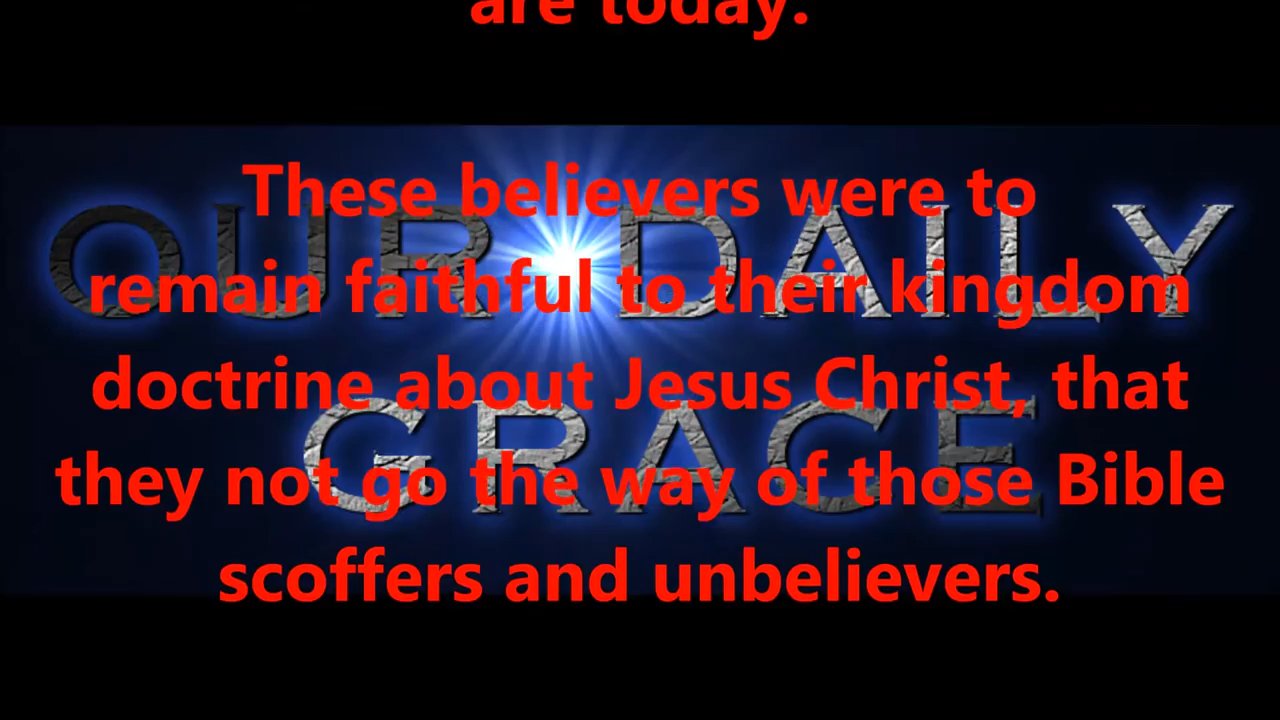 are today.
These believers were to
remain faithful to their kingdom
doctrine about Jesus Christ, that
they not go the way of those Bible
scoffers and unbelievers.
OUR DAILY
GRACE